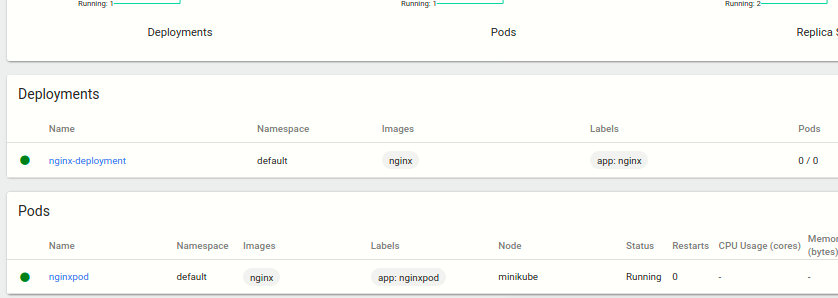 Running: 1 Running: 1 Running: 2
Deployments Pods Replica S
Deployments
Name Namespace Images Labels Pods
nginx-deployment default nginx app: nginx 0 / 0
Pods
Name Namespace Images Labels Node Status Restarts CPU Usage (cores) Memor
(bytes)
nginxpod default nginx app: nginxpod minikube Running 0 - -